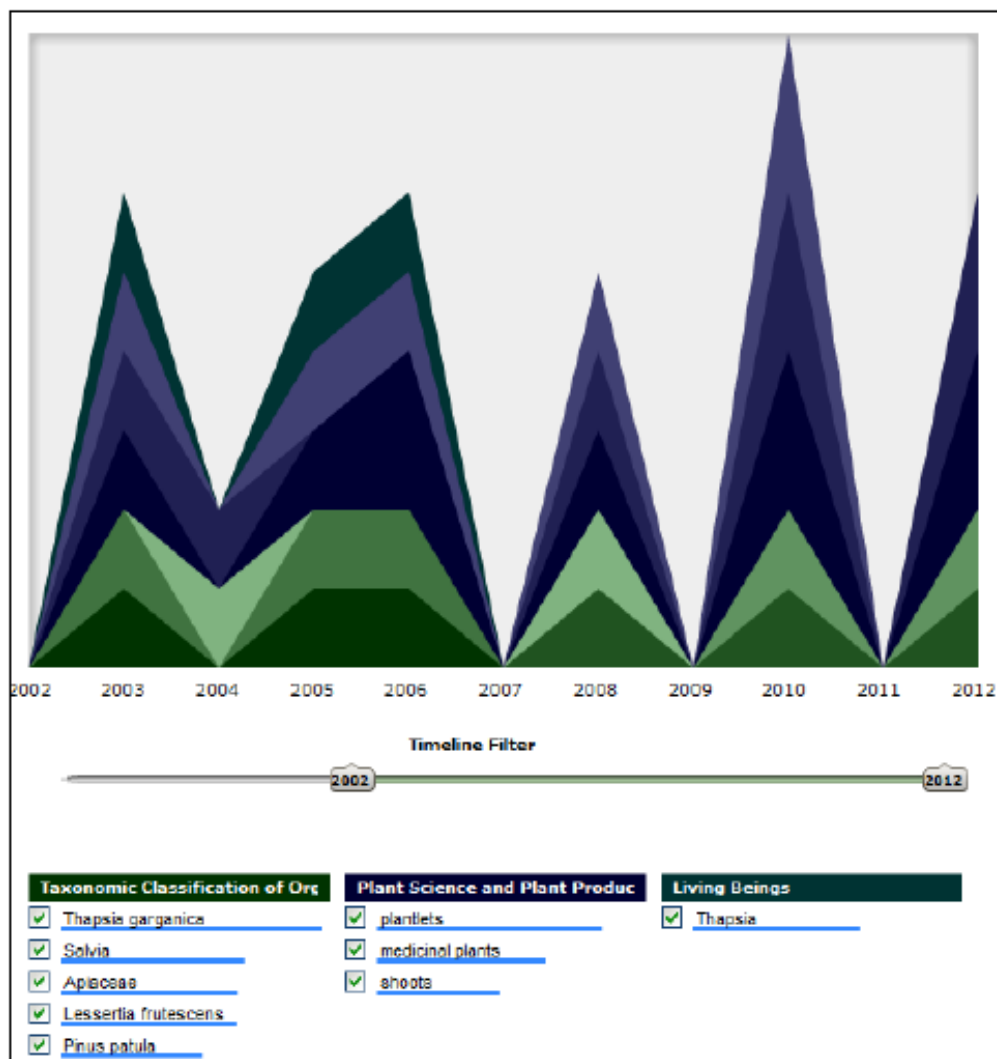 2002 2003 2004 2005 2006 2007 2008 2009 2010 2011 2012
Timeline Filter
2002 2012
Taxonomic Classification of Org Plant Science and Plant Produc Living Beings
Thapsia garganica plantlets Thapsia
Salvia medicinal plants
Apiaceae shoots
Lessertia frutescens
Pinus patula